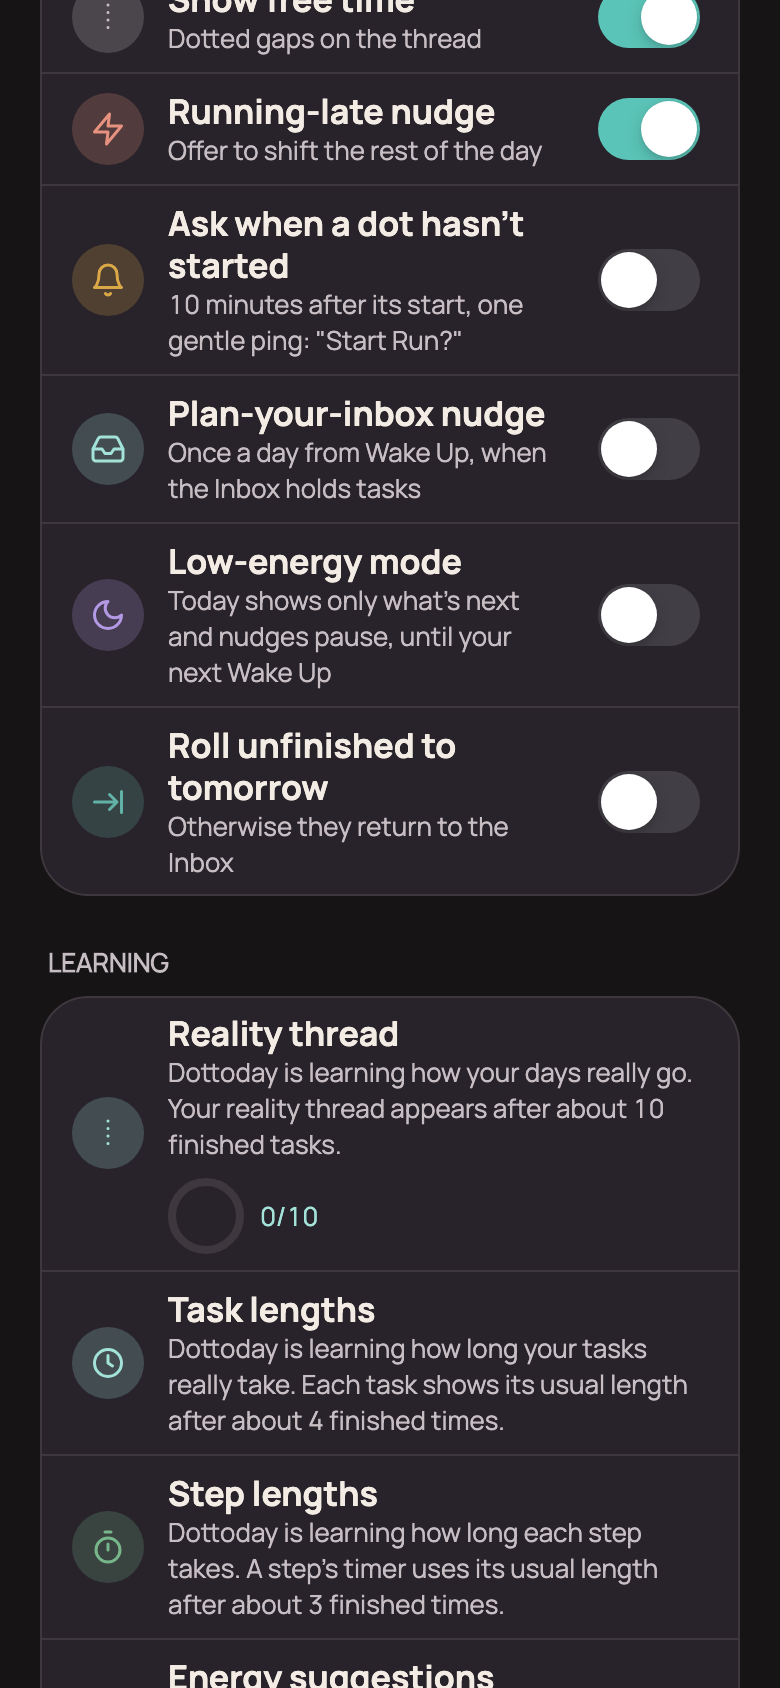 Show free time
Dotted gaps on the thread
Running-late nudge
Offer to shift the rest of the day
Ask when a dot hasn’t
started
10 minutes after its start, one
gentle ping: "Start Run?"
Plan-your-inbox nudge
Once a day from Wake Up, when
the Inbox holds tasks
Low-energy mode
Today shows only what’s next
and nudges pause, until your
next Wake Up
Roll unfinished to
tomorrow
Otherwise they return to the
Inbox
LEARNING
Reality thread
Dottoday is learning how your days really go.
Your reality thread appears after about 10
finished tasks.
0/10
Task lengths
Dottoday is learning how long your tasks
really take. Each task shows its usual length
after about 4 finished times.
Step lengths
Dottoday is learning how long each step
takes. A step’s timer uses its usual length
after about 3 finished times.
Energy suggestions